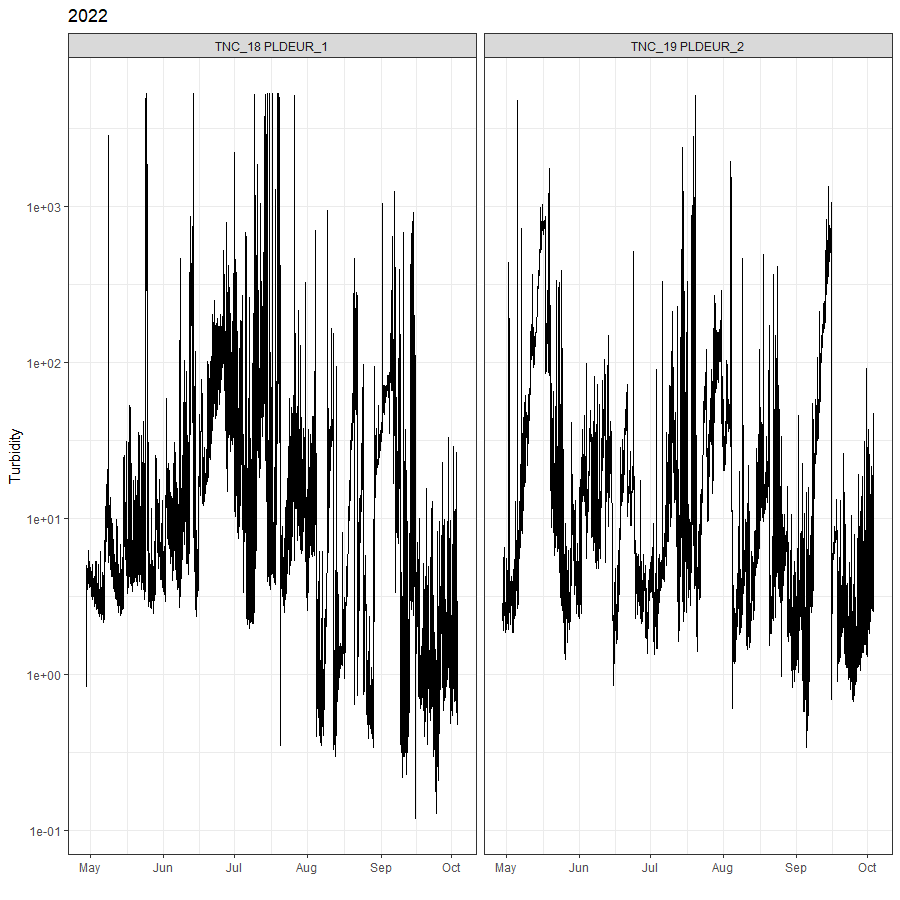 2022
TNC_18 PLDEUR_1
TNC_19 PLDEUR_2
Turbidity
1e+03
1e+02
1e+01
1e+00
1e-01
May Jun Jul Aug Sep Oct
May Jun Jul Aug Sep Oct